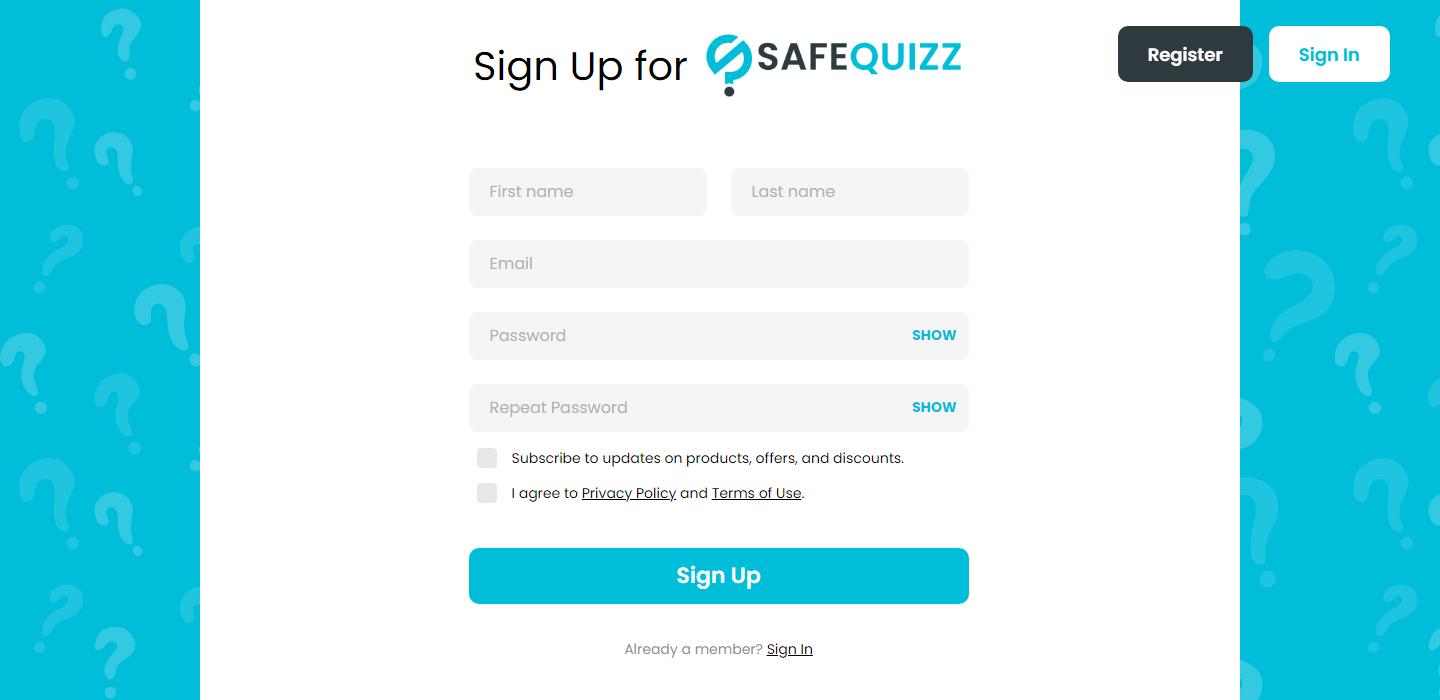 Sign Up for SAFEQUIZZ
Register
Sign In
First name
Last name
Email
Password
SHOW
Repeat Password
SHOW
Subscribe to updates on products, offers, and discounts.
I agree to Privacy Policy and Terms of Use.
Sign Up
Already a member? Sign In